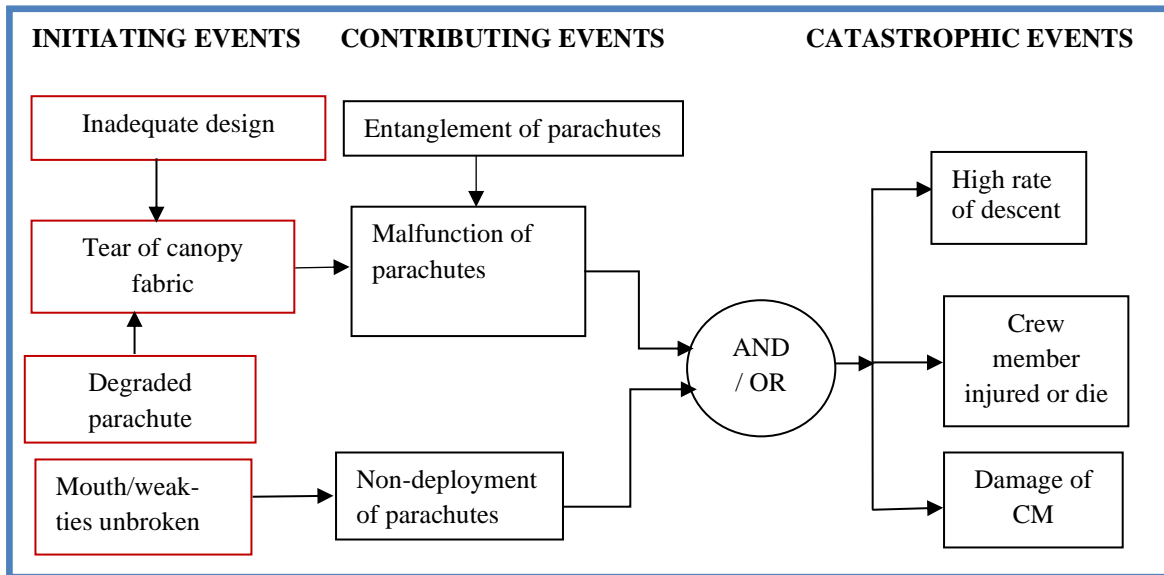 INITIATING EVENTS
CONTRIBUTING EVENTS
CATASTROPHIC EVENTS
Inadequate design
Tear of canopy
fabric
Degraded
parachute
Mouth/weak-
ties unbroken
Entanglement of parachutes
Malfunction of
parachutes
Non-deployment
of parachutes
AND
/ OR
High rate
of descent
Crew
member
injured or die
Damage of
CM